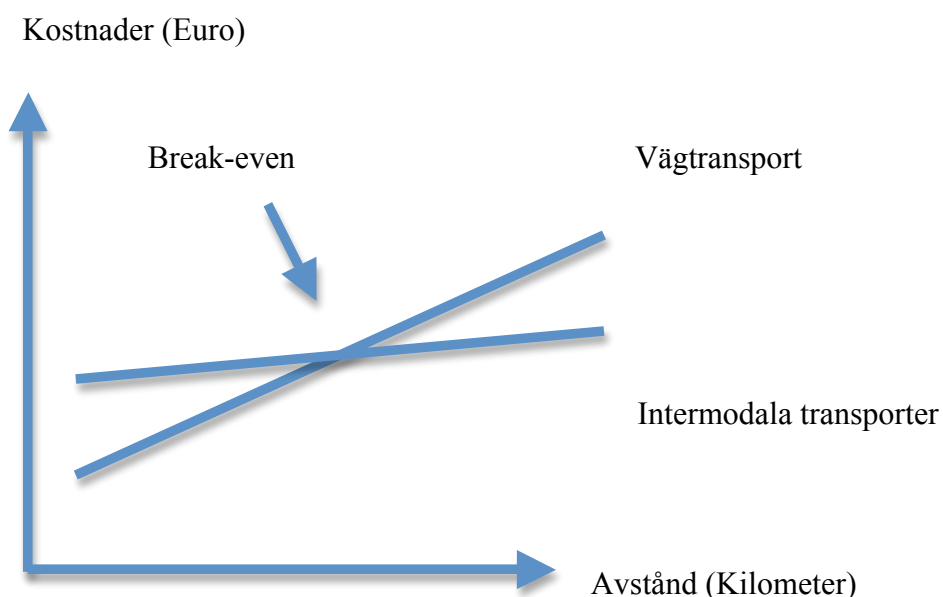 Kostnader (Euro)
Break-even
Vägtransport
Intermodala transporter
Avstånd (Kilometer)